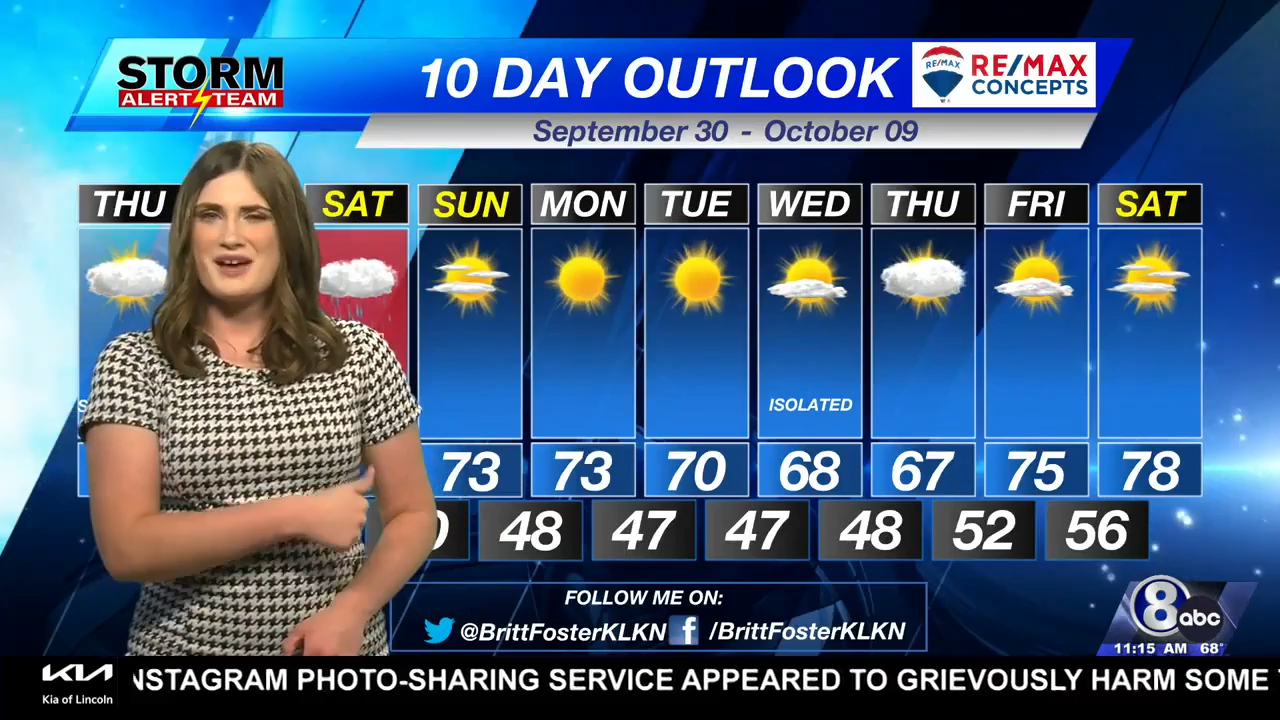 STORM
ALERT TEAM
10 DAY OUTLOOK
RE/MAX
RE/MAX
CONCEPTS
September 30 - October 09
THU SAT SUN MON TUE WED THU FRI SAT
ISOLATED
73 73 70 68 67 75 78
48 47 47 48 52 56
FOLLOW ME ON:
@BrittFosterKLKN /BrittFosterKLKN
8 abc
11:15 AM 68°
KIA
Kia of Lincoln
NSTAGRAM PHOTO-SHARING SERVICE APPEARED TO GRIEVOUSLY HARM SOME